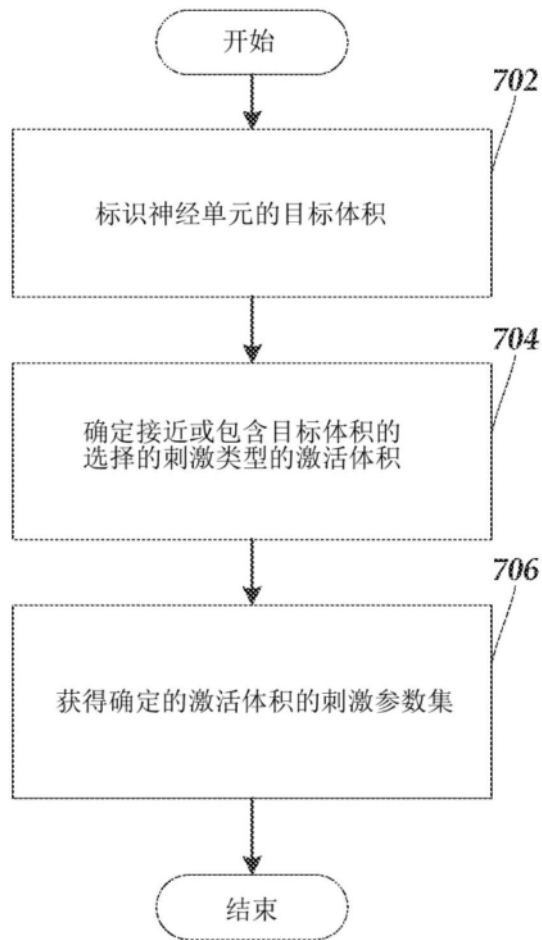 开始
702
标识神经单元的目标体积
704
确定接近或包含目标体积的
选择的刺激类型的激活体积
706
获得确定的激活体积的刺激参数集
结束